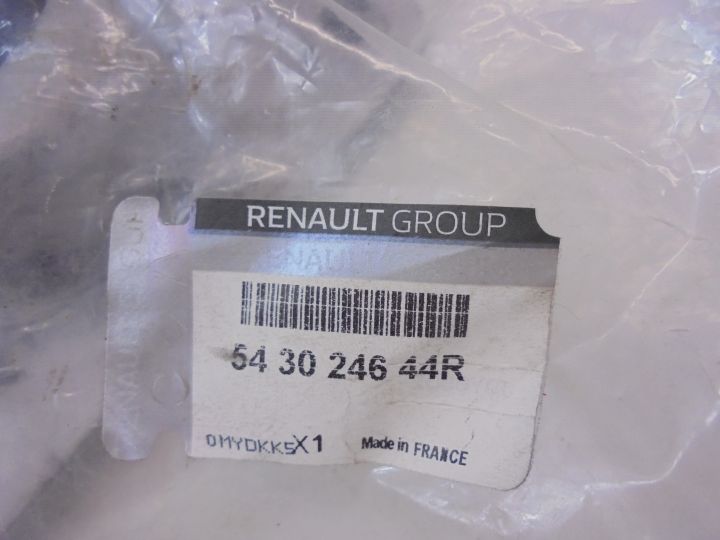 RENAULT GROUP
54 30 246 44R
0MYDKK5X1 Made in FRANCE